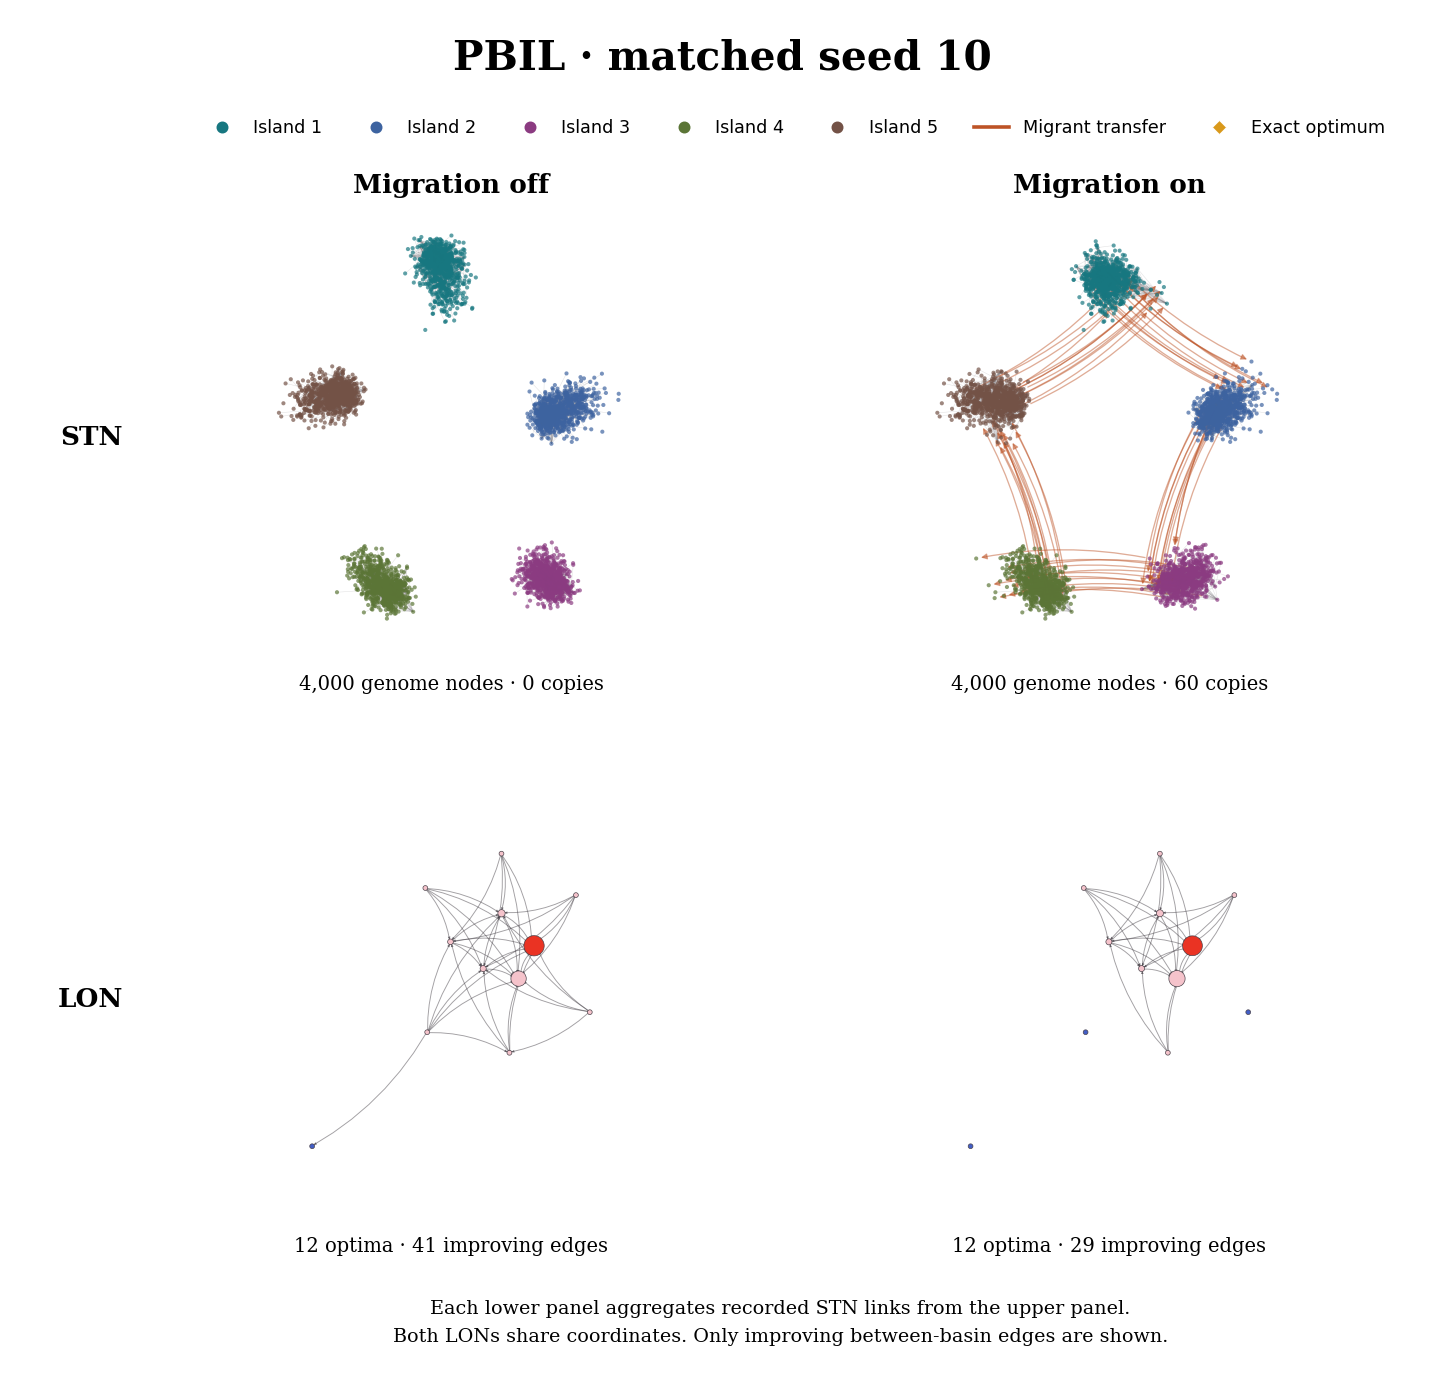 PBIL · matched seed 10
Island 1 Island 2 Island 3 Island 4 Island 5 Migrant transfer Exact optimum
Migration off Migration on
STN
4,000 genome nodes · 0 copies 4,000 genome nodes · 60 copies
LON
12 optima · 41 improving edges 12 optima · 29 improving edges
Each lower panel aggregates recorded STN links from the upper panel.
Both LONs share coordinates. Only improving between-basin edges are shown.